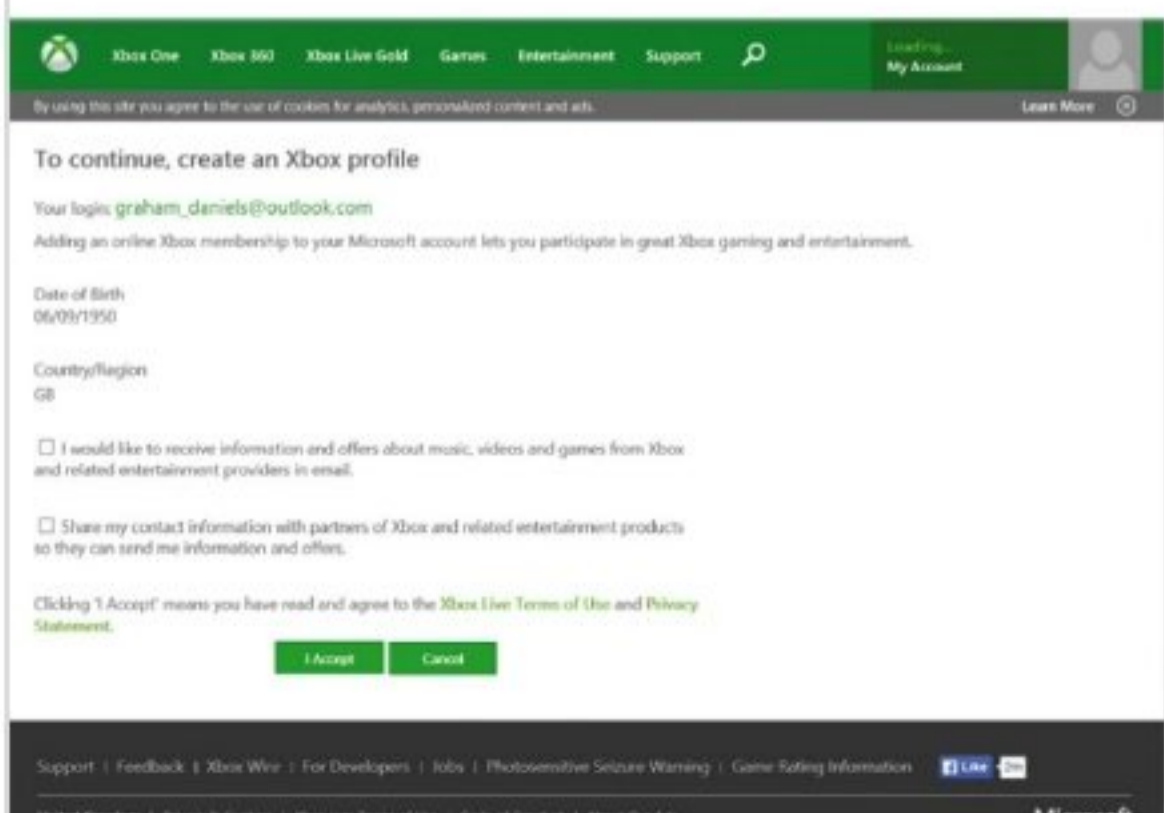 Xbox One Xbox 360 Xbox Live Gold Games Entertainment Support
Loading...
My Account
By using this site you agree to the use of cookies for analytics, personalized content and ads.
Learn More
To continue, create an Xbox profile
Your login: graham_daniels@outlook.com
Adding an online Xbox membership to your Microsoft account lets you participate in great Xbox gaming and entertainment.
Date of Birth
06/09/1950
Country/Region
GB
I would like to receive information and offers about music, videos and games from Xbox
and related entertainment providers in email.
Share my contact information with partners of Xbox and related entertainment products
so they can send me information and offers.
Clicking 'I Accept' means you have read and agree to the Xbox Live Terms of Use and Privacy
Statement.
I Accept Cancel
Support | Feedback | Xbox Wire | For Developers | Jobs | Photosensitive Seizure Warning | Game Rating Information Like 2m
Microsoft